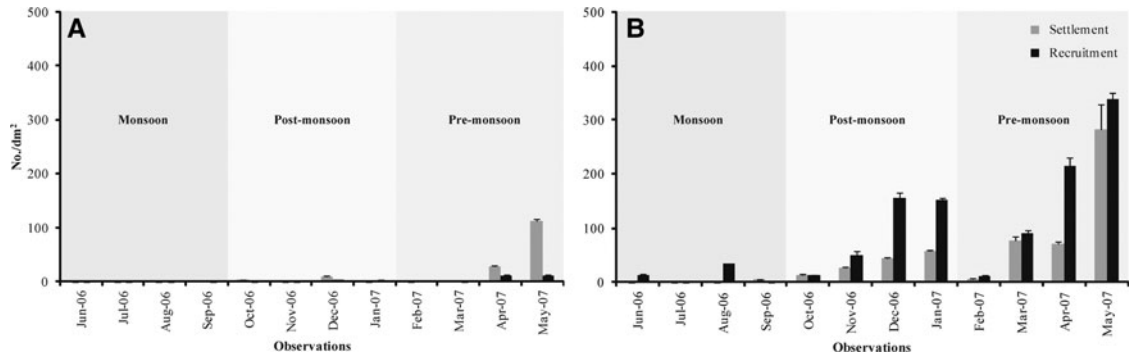 A
500
400
300
200
100
0
No./dm²
Monsoon
Post-monsoon
Pre-monsoon
Jun-06
Jul-06
Aug-06
Sep-06
Oct-06
Nov-06
Dec-06
Jan-07
Feb-07
Mar-07
Apr-07
May-07
Observations
B
500
400
300
200
100
0
Settlement
Recruitment
Monsoon
Post-monsoon
Pre-monsoon
Jun-06
Jul-06
Aug-06
Sep-06
Oct-06
Nov-06
Dec-06
Jan-07
Feb-07
Mar-07
Apr-07
May-07
Observations